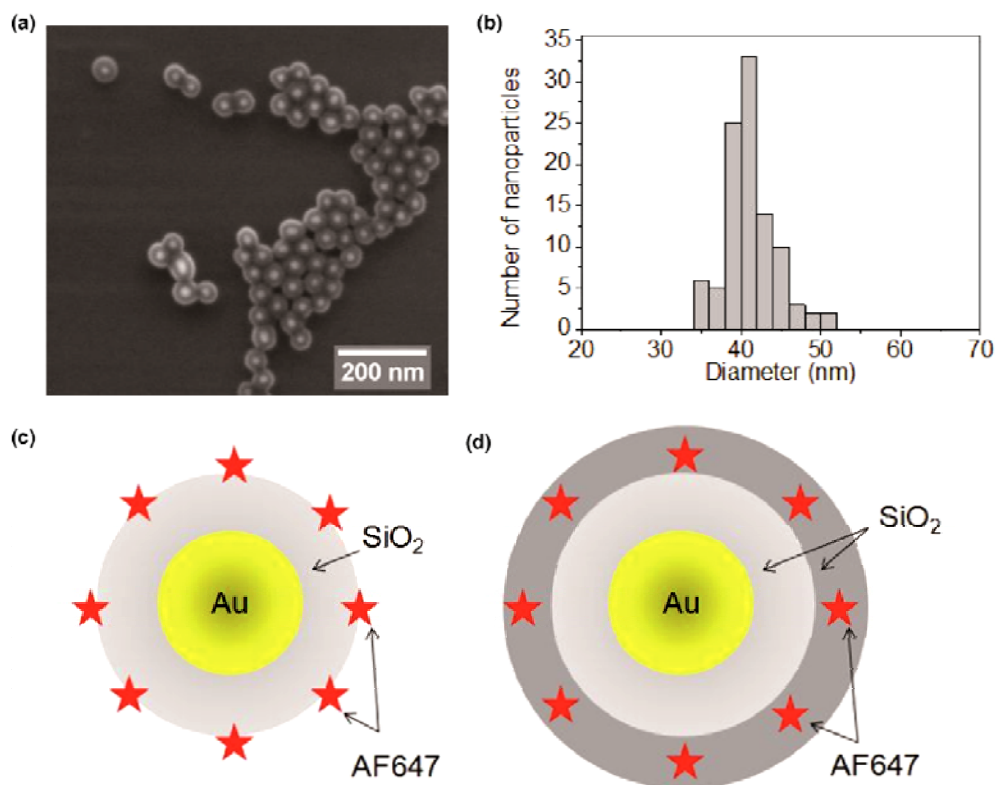 (a)
200 nm
(b)
Number of nanoparticles
35
30
25
20
15
10
5
0
20 30 40 50 60 70
Diameter (nm)
(c)
SiO₂
Au
AF647
(d)
SiO₂
Au
AF647